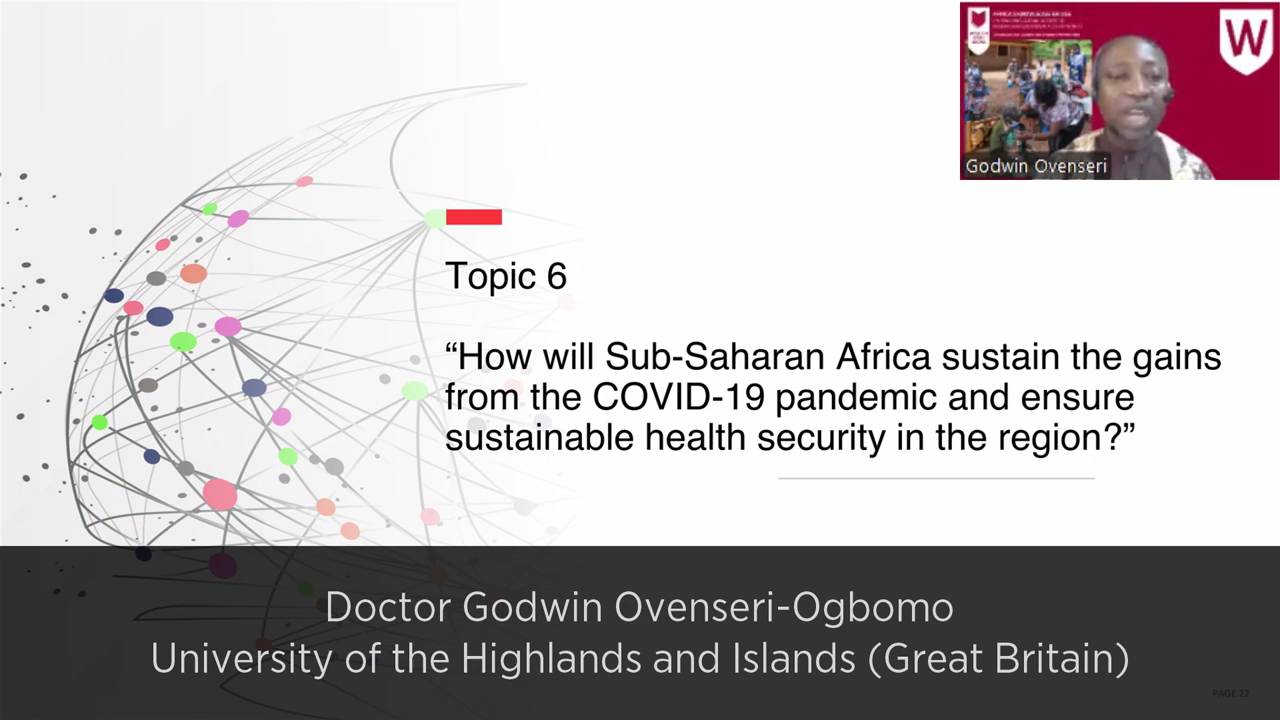 W
Godwin Ovenseri
Topic 6
“How will Sub-Saharan Africa sustain the gains
from the COVID-19 pandemic and ensure
sustainable health security in the region?”
Doctor Godwin Ovenseri-Ogbomo
University of the Highlands and Islands (Great Britain)
PAGE 22